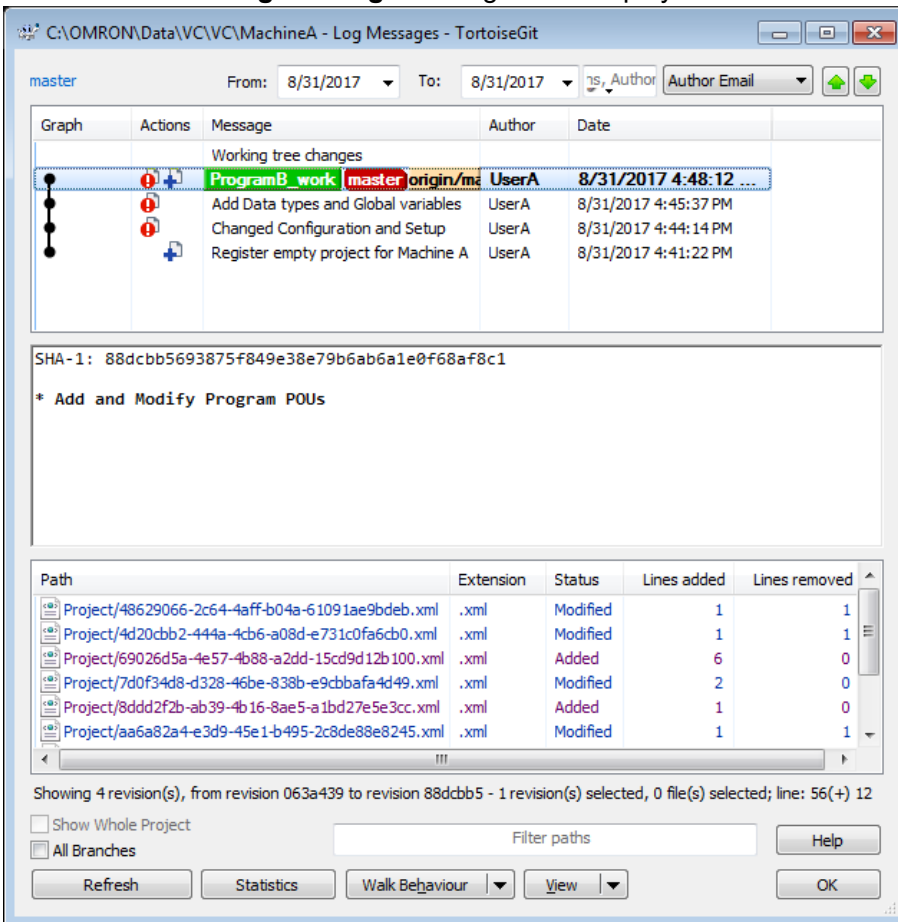 C:\OMRON\Data\VC\VC\MachineA - Log Messages - TortoiseGit
master From: 8/31/2017 To: 8/31/2017 Author Author Email
Graph Actions Message Author Date
Working tree changes
ProgramB_work master origin/ma UserA 8/31/2017 4:48:12 ...
Add Data types and Global variables UserA 8/31/2017 4:45:37 PM
Changed Configuration and Setup UserA 8/31/2017 4:44:14 PM
Register empty project for Machine A UserA 8/31/2017 4:41:22 PM
SHA-1: 88dcbb5693875f849e38e79b6ab6a1e0f68af8c1
* Add and Modify Program POUs
Path Extension Status Lines added Lines removed
Project/48629066-2c64-4aff-b04a-61091ae9bdeb.xml .xml Modified 1 1
Project/4d20cbb2-444a-4cb6-a08d-e731c0fa6cb0.xml .xml Modified 1 1
Project/69026d5a-4e57-4b88-a2dd-15cd9d12b100.xml .xml Added 6 0
Project/7d0f34d8-d328-46be-838b-e9cbbafa4d49.xml .xml Modified 2 0
Project/8ddd2f2b-ab39-4b16-8ae5-a1bd27e5e3cc.xml .xml Added 1 0
Project/aa6a82a4-e3d9-45e1-b495-2c8de88e8245.xml .xml Modified 1 1
Showing 4 revision(s), from revision 063a439 to revision 88dcbb5 - 1 revision(s) selected, 0 file(s) selected; line: 56(+) 12
Show Whole Project
All Branches
Filter paths
Help
Refresh Statistics Walk Behaviour View OK